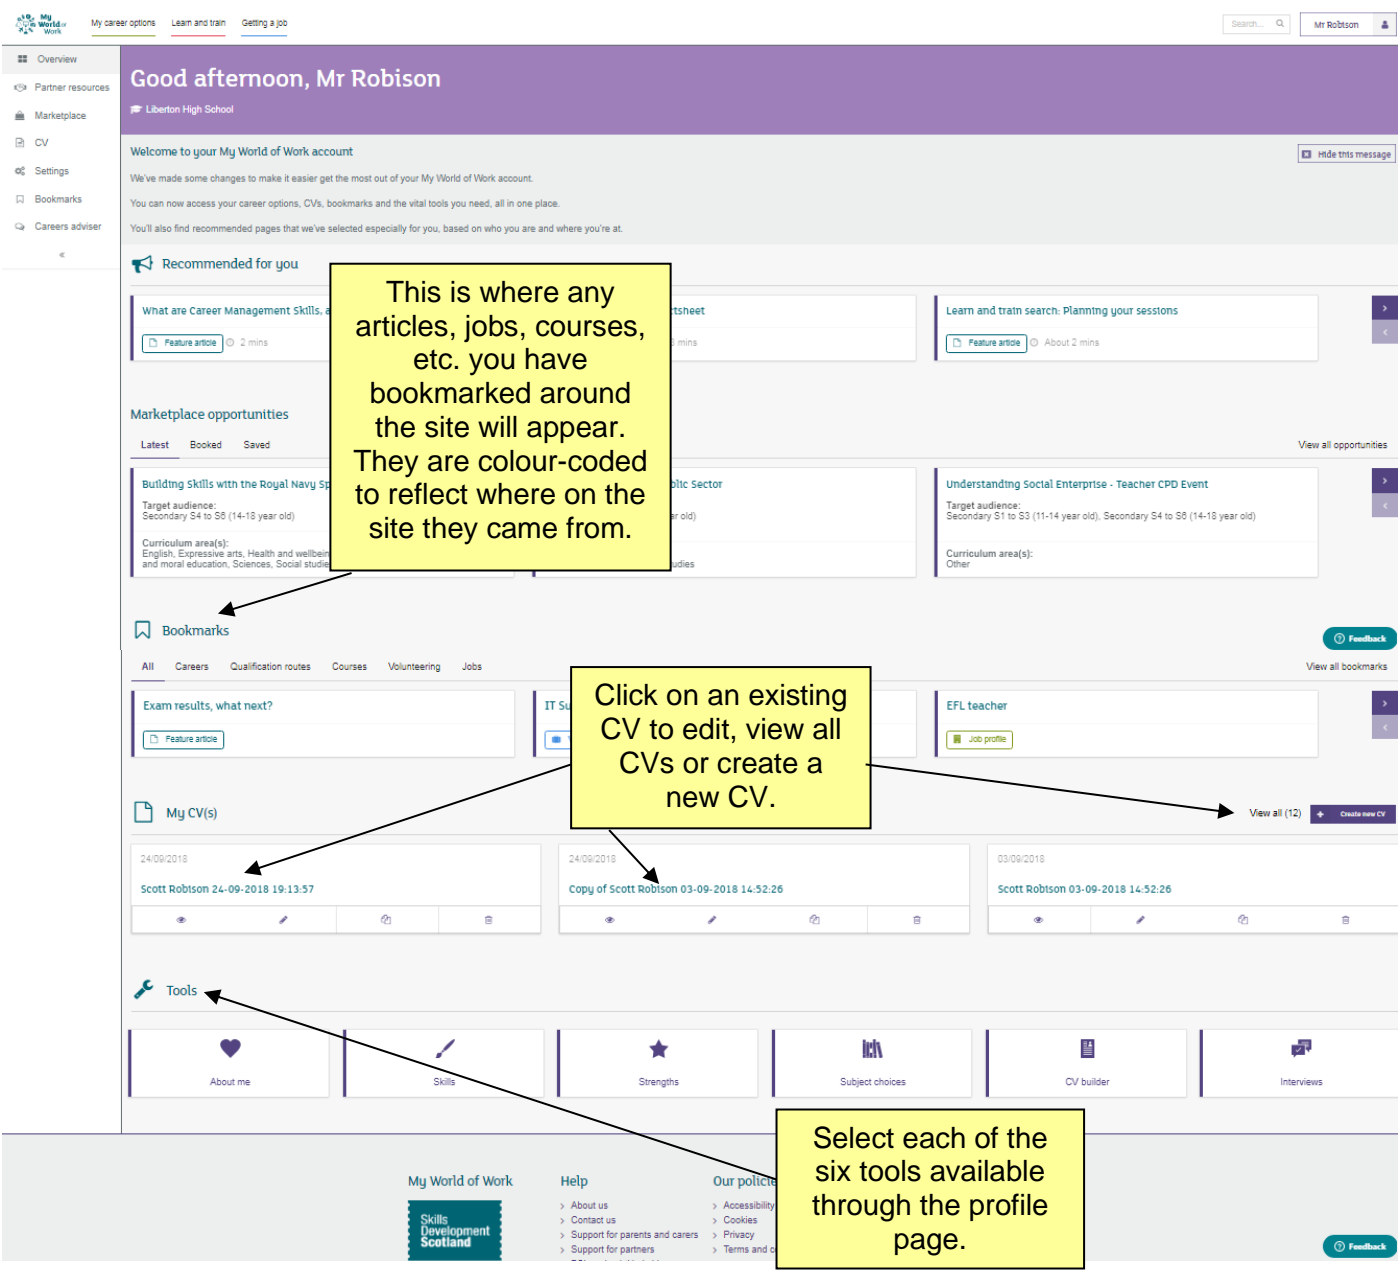 My World of Work
My career options Learn and train Getting a job
Search... Mr Robison
Overview
Partner resources
Marketplace
CV
Settings
Bookmarks
Careers adviser
«
Good afternoon, Mr Robison
Liberton High School
Welcome to your My World of Work account
Hide this message
We've made some changes to make it easier get the most out of your My World of Work account.
You can now access your career options, CVs, bookmarks and the vital tools you need, all in one place.
You'll also find recommended pages that we've selected especially for you, based on who you are and where you're at.
Recommended for you
This is where any
articles, jobs, courses,
etc. you have
bookmarked around
the site will appear.
They are colour-coded
to reflect where on the
site they came from.
What are Career Management Skills,
Feature article 2 mins
mins
Learn and train search: Planning your sessions
Feature article About 2 mins
Marketplace opportunities
Latest Booked Saved
View all opportunities
Building Skills with the Royal Navy
Target audience:
Secondary S4 to S6 (14-18 year old)
Curriculum area(s):
English, Expressive arts, Health and
and moral education, Sciences, Social
Sector
old)
Understanding Social Enterprise - Teacher CPD Event
Target audience:
Secondary S1 to S3 (11-14 year old), Secondary S4 to S6 (14-18 year old)
Curriculum area(s):
Other
Bookmarks
Feedback
All Careers Qualification routes Courses Volunteering Jobs
View all bookmarks
Exam results, what next?
Feature article
IT
EFL teacher
Job profile
Click on an existing
CV to edit, view all
CVs or create a
new CV.
My CV(s)
View all (12) + Create new CV
24/09/2018
Scott Robison 24-09-2018 19:13:57
24/09/2018
Copy of Scott Robison 03-09-2018 14:52:26
03/09/2018
Scott Robison 03-09-2018 14:52:26
Tools
About me
Skills
Strengths
Subject choices
CV builder
Interviews
Select each of the
six tools available
through the profile
page.
My World of Work
Skills
Development
Scotland
Help
> About us
> Contact us
> Support for parents and carers
> Support for partners
Our
> Accessibility
> Cookies
> Privacy
> Terms and
Feedback